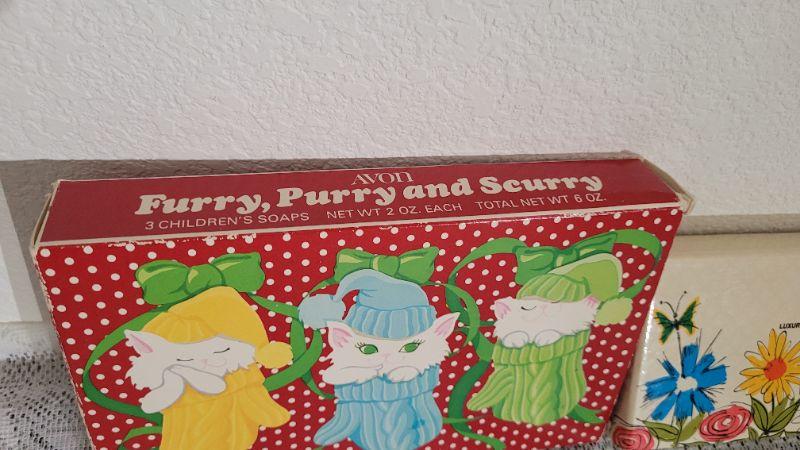 AVON
Furry, Purry and Scurry
3 CHILDREN'S SOAPS NET WT 2 OZ. EACH TOTAL NET WT 6 OZ.